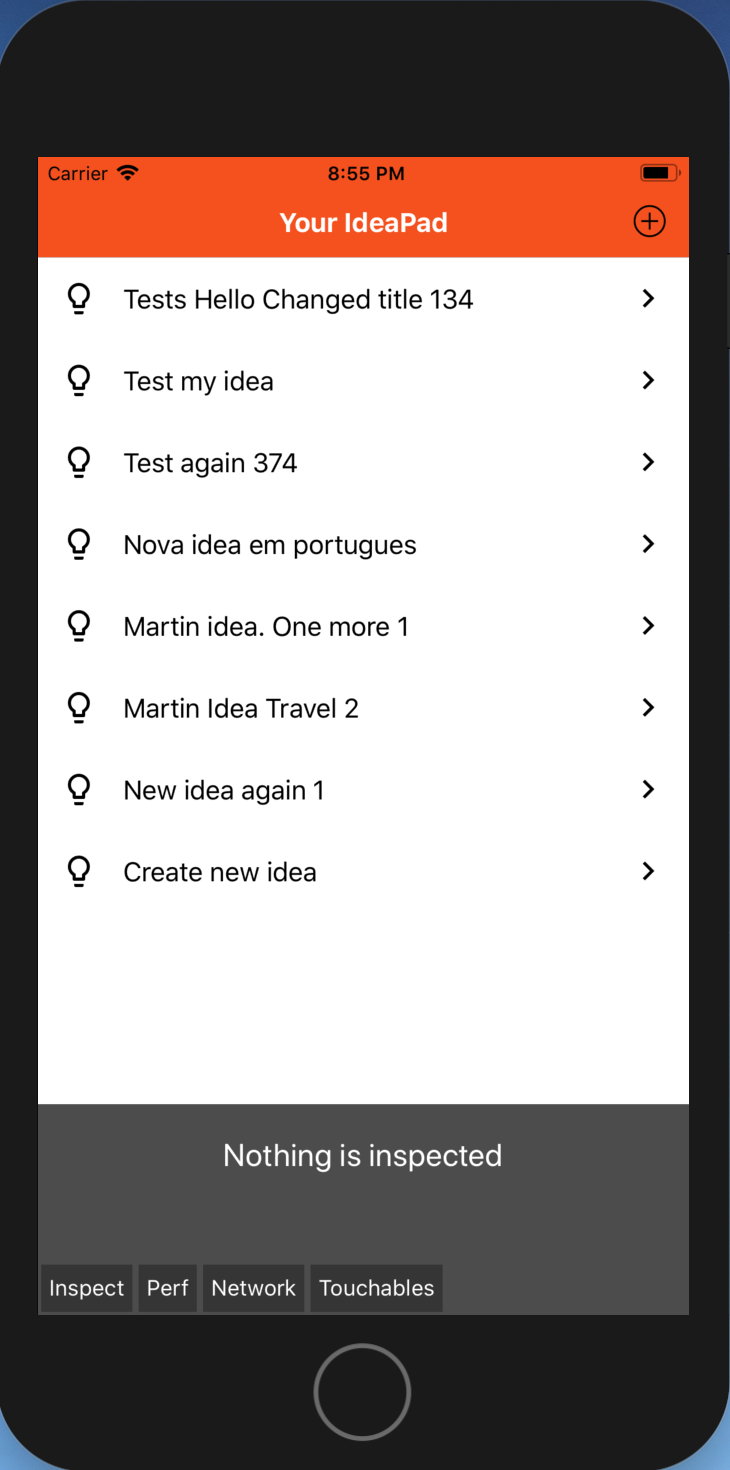 Carrier 8:55 PM
Your IdeaPad
Tests Hello Changed title 134
Test my idea
Test again 374
Nova idea em portugues
Martin idea. One more 1
Martin Idea Travel 2
New idea again 1
Create new idea
Nothing is inspected
Inspect Perf Network Touchables